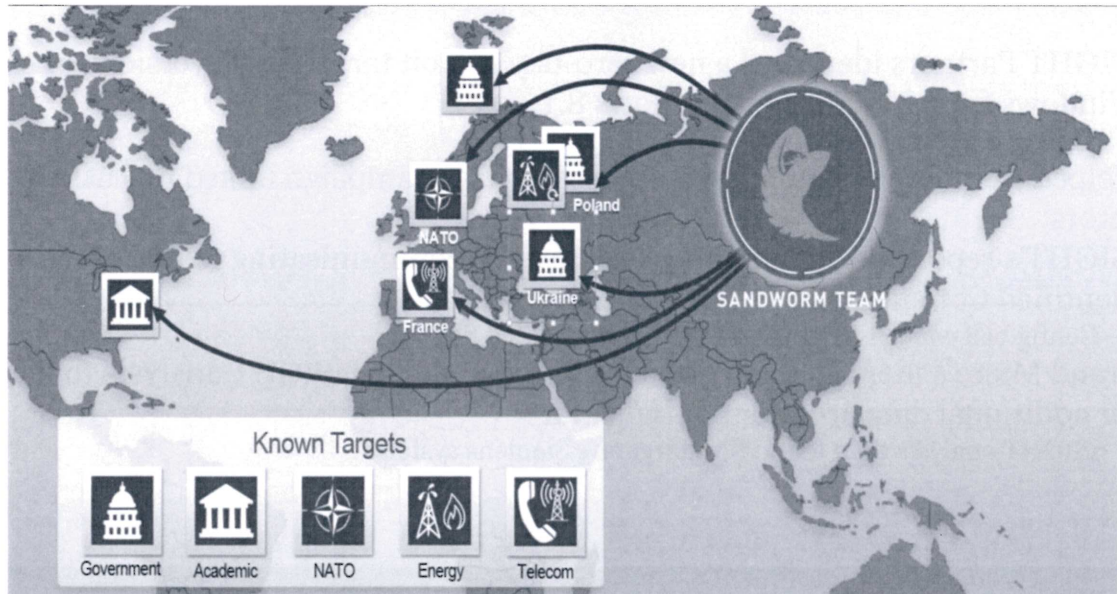 Poland
NATO
Ukraine
France
SANDWORM TEAM
Known Targets
Government
Academic
NATO
Energy
Telecom